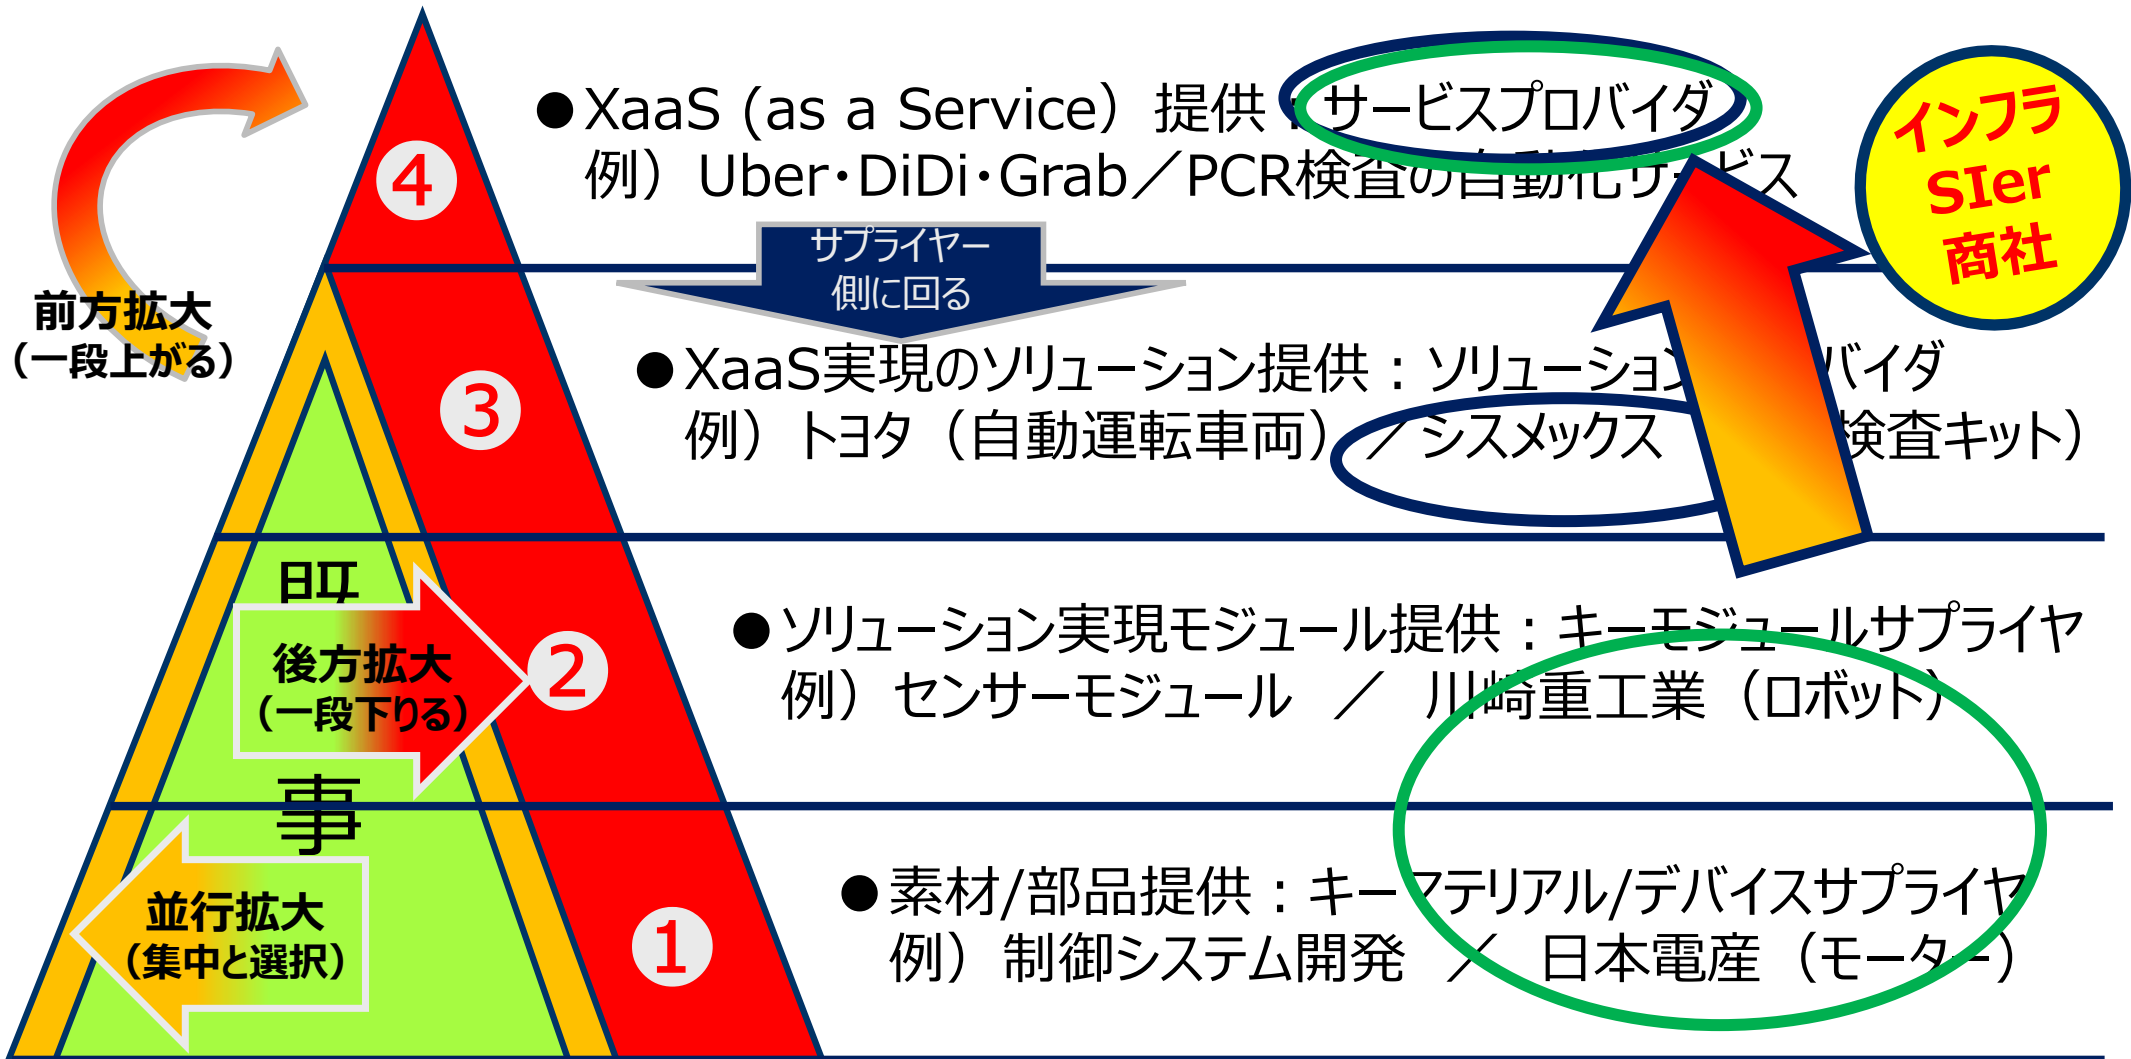 ●XaaS (as a Service）提供：サービスプロバイダ
例）Uber・DiDi・Grab／PCR検査の自動化サービス
インフラ
SIer
商社
④
サプライヤー
側に回る
前方拡大
（一段上がる）
●XaaS実現のソリューション提供：ソリューション バイダ
例）トヨタ（自動運転車両）／シスメックス 検査キット）
③
●ソリューション実現モジュール提供：キーモジュールサプライヤ
例）センサーモジュール ／ 川崎重工業（ロボット）
②
後方拡大
（一段下りる）
事
●素材/部品提供：キーマテリアル/デバイスサプライヤ
例）制御システム開発 ／ 日本電産（モーター）
①
並行拡大
（集中と選択）